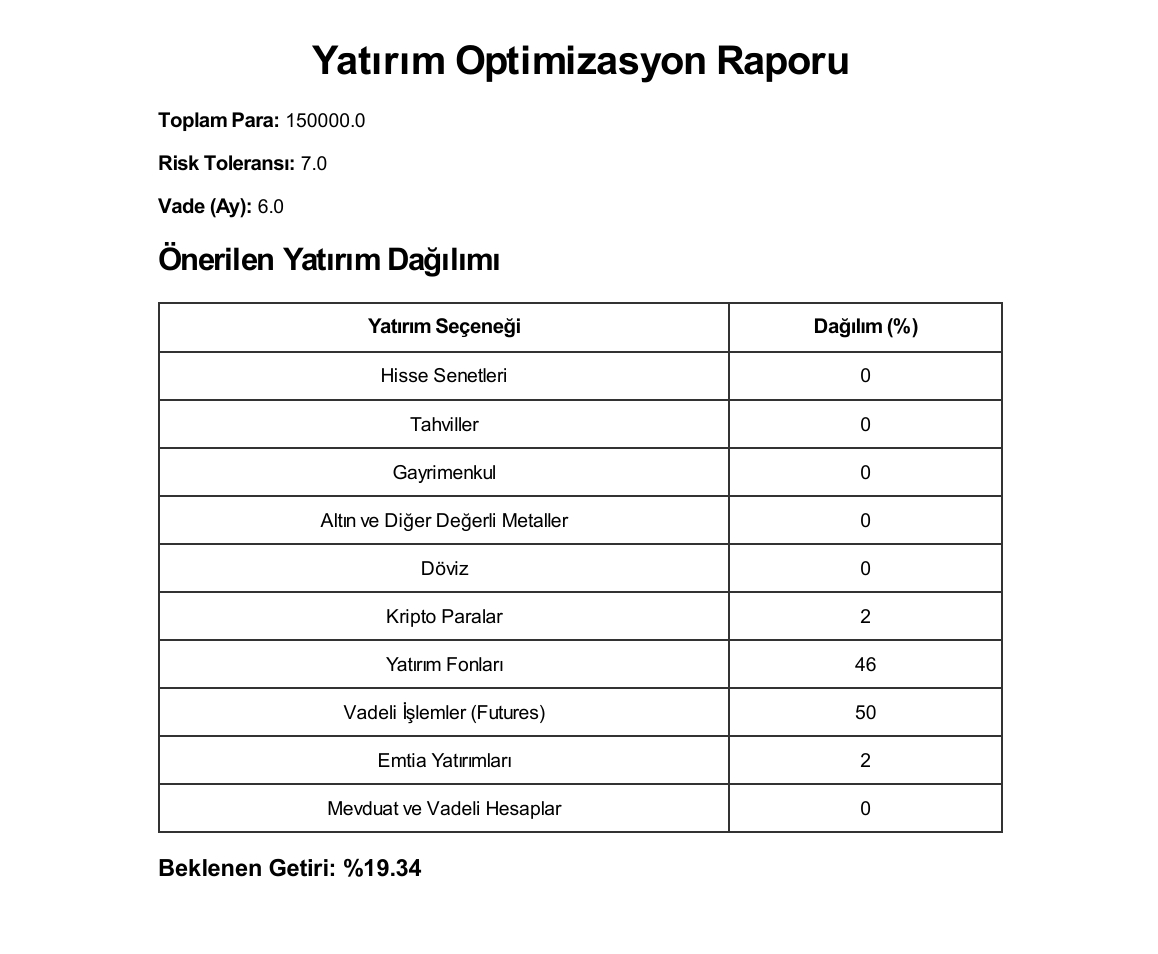 Yatırım Optimizasyon Raporu
Toplam Para: 150000.0
Risk Toleransı: 7.0
Vade (Ay): 6.0
Önerilen Yatırım Dağılımı
Yatırım Seçeneği Dağılım (%)
Hisse Senetleri 0
Tahviller 0
Gayrimenkul 0
Altın ve Diğer Değerli Metaller 0
Döviz 0
Kripto Paralar 2
Yatırım Fonları 46
Vadeli İşlemler (Futures) 50
Emtia Yatırımları 2
Mevduat ve Vadeli Hesaplar 0
Beklenen Getiri: %19.34